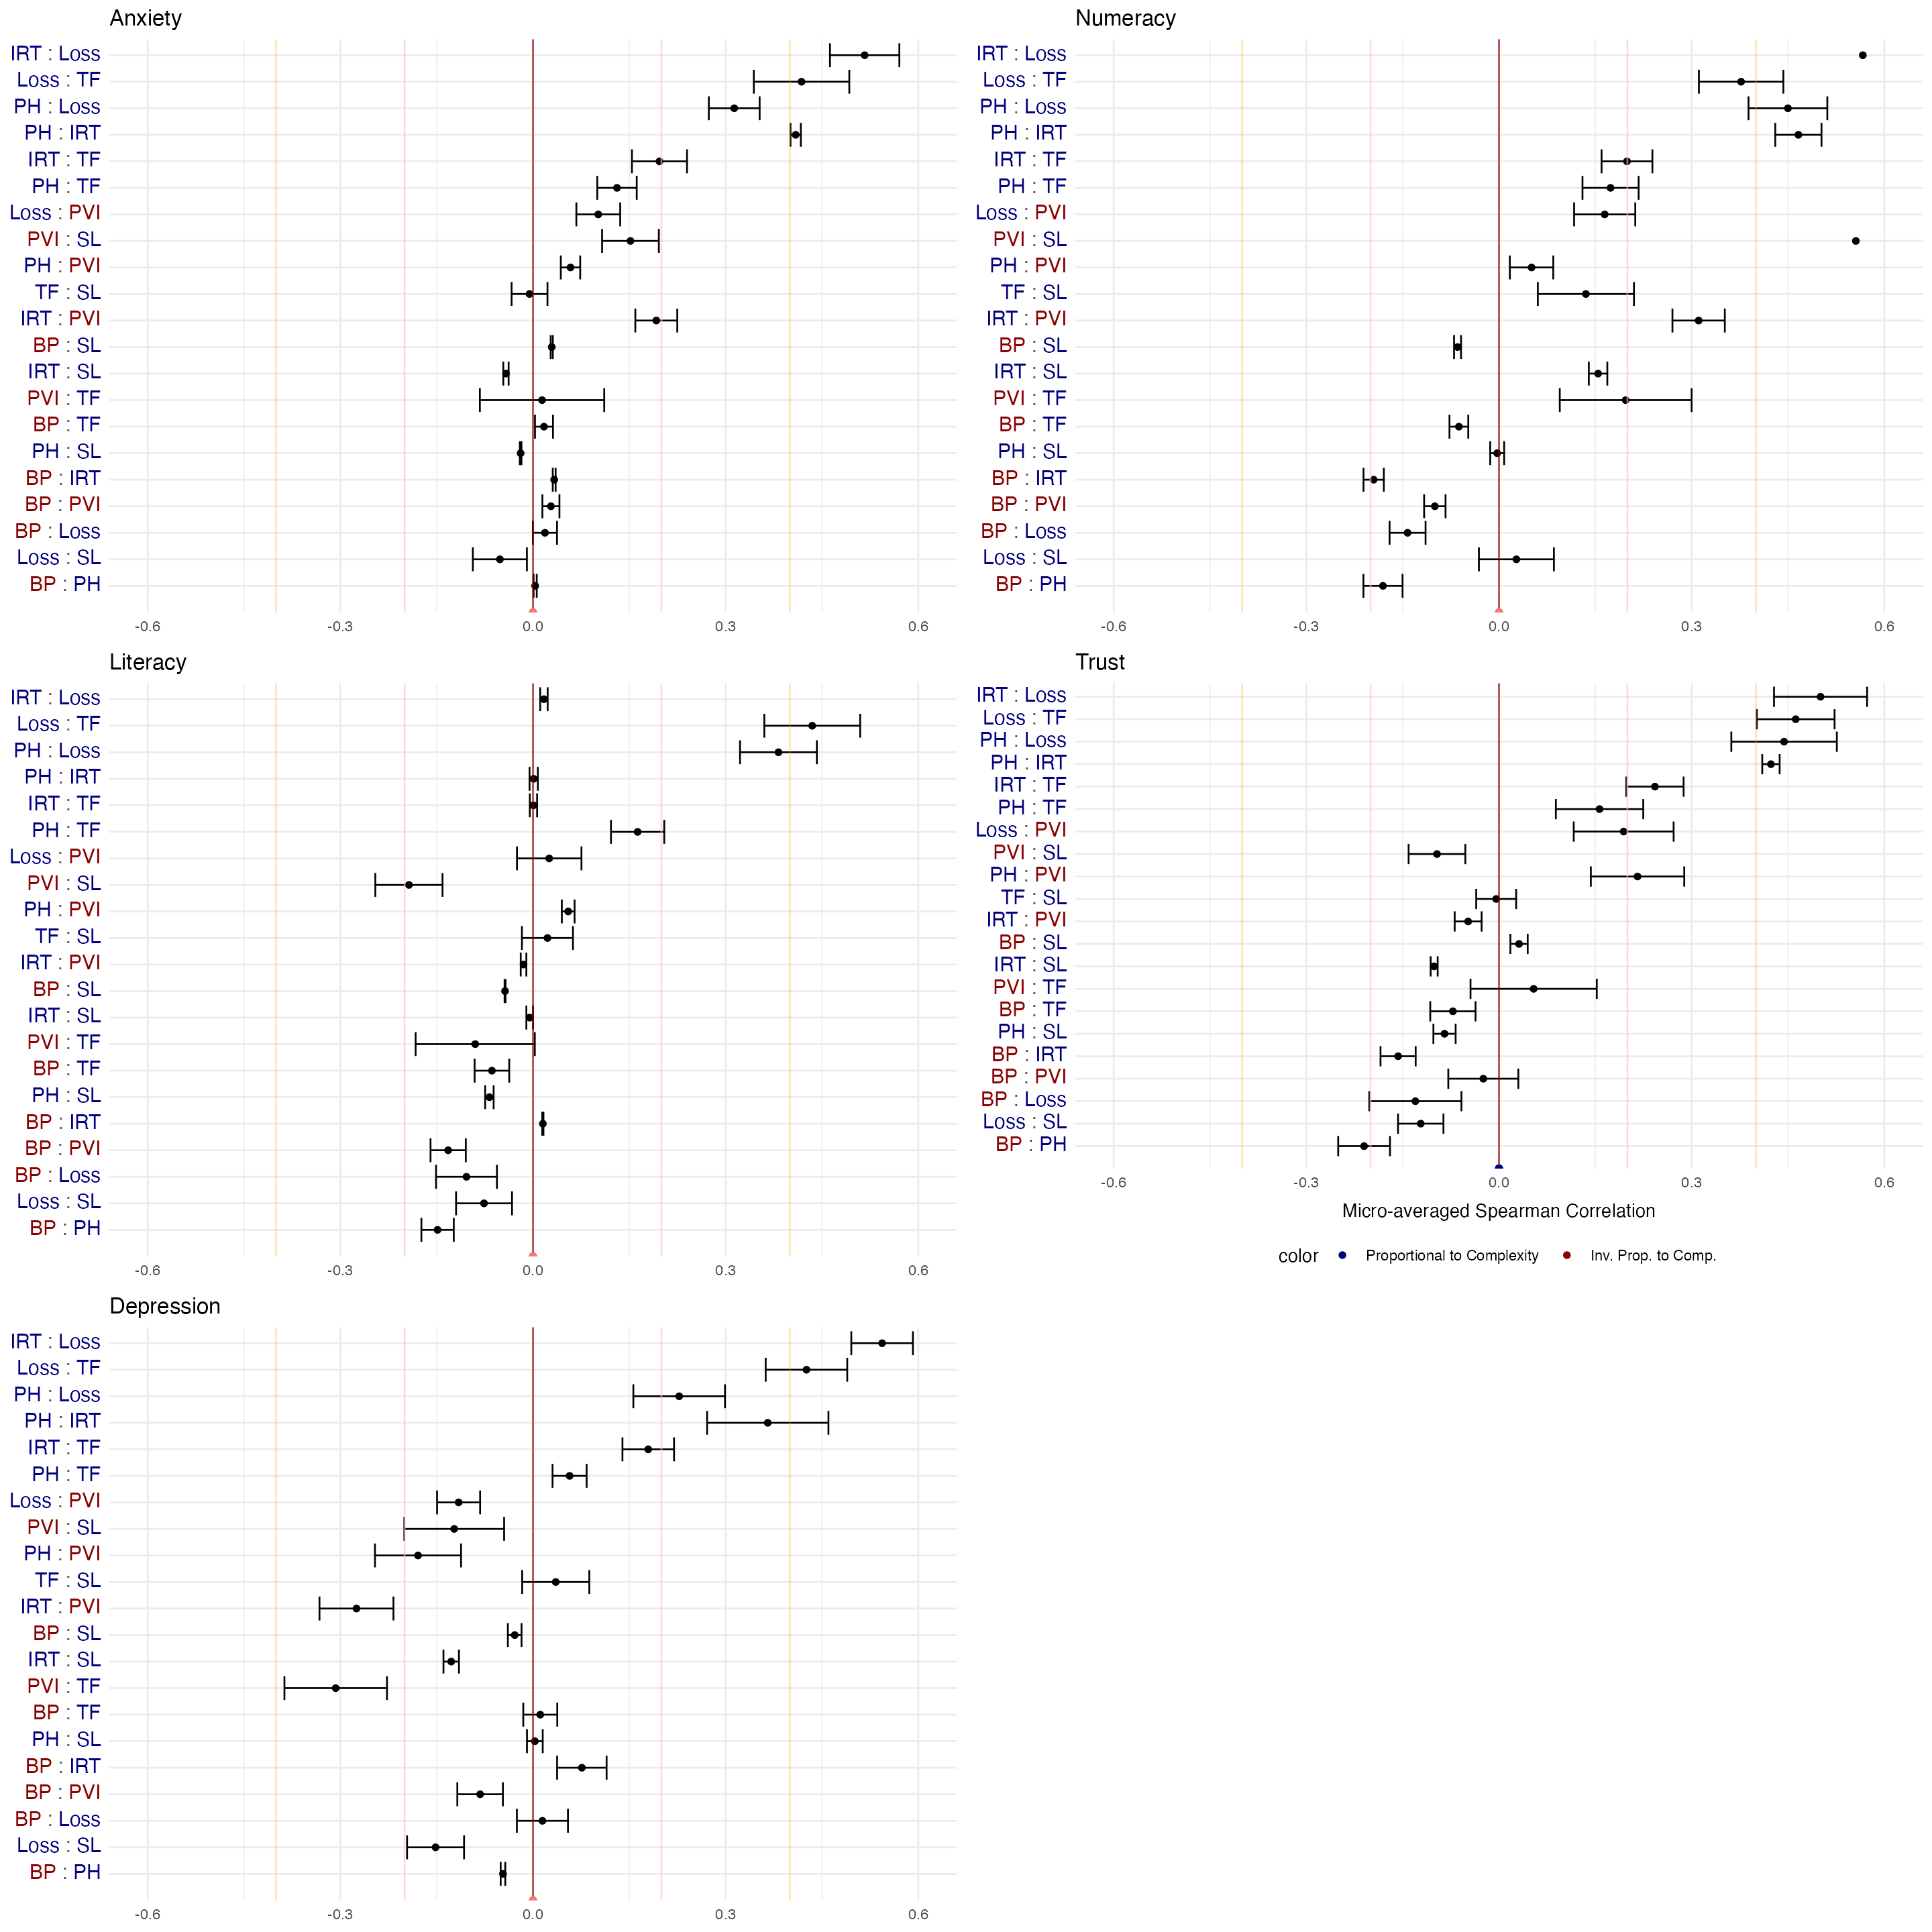 Anxiety
IRT : Loss
Loss : TF
PH : Loss
PH : IRT
IRT : TF
PH : TF
Loss : PVI
PVI : SL
PH : PVI
TF : SL
IRT : PVI
BP : SL
IRT : SL
PVI : TF
BP : TF
PH : SL
BP : IRT
BP : PVI
BP : Loss
Loss : SL
BP : PH
-0.6 -0.3 0.0 0.3 0.6
Numeracy
IRT : Loss
Loss : TF
PH : Loss
PH : IRT
IRT : TF
PH : TF
Loss : PVI
PVI : SL
PH : PVI
TF : SL
IRT : PVI
BP : SL
IRT : SL
PVI : TF
BP : TF
PH : SL
BP : IRT
BP : PVI
BP : Loss
Loss : SL
BP : PH
-0.6 -0.3 0.0 0.3 0.6
Literacy
IRT : Loss
Loss : TF
PH : Loss
PH : IRT
IRT : TF
PH : TF
Loss : PVI
PVI : SL
PH : PVI
TF : SL
IRT : PVI
BP : SL
IRT : SL
PVI : TF
BP : TF
PH : SL
BP : IRT
BP : PVI
BP : Loss
Loss : SL
BP : PH
-0.6 -0.3 0.0 0.3 0.6
Trust
IRT : Loss
Loss : TF
PH : Loss
PH : IRT
IRT : TF
PH : TF
Loss : PVI
PVI : SL
PH : PVI
TF : SL
IRT : PVI
BP : SL
IRT : SL
PVI : TF
BP : TF
PH : SL
BP : IRT
BP : PVI
BP : Loss
Loss : SL
BP : PH
-0.6 -0.3 0.0 0.3 0.6
Micro-averaged Spearman Correlation
color Proportional to Complexity Inv. Prop. to Comp.
Depression
IRT : Loss
Loss : TF
PH : Loss
PH : IRT
IRT : TF
PH : TF
Loss : PVI
PVI : SL
PH : PVI
TF : SL
IRT : PVI
BP : SL
IRT : SL
PVI : TF
BP : TF
PH : SL
BP : IRT
BP : PVI
BP : Loss
Loss : SL
BP : PH
-0.6 -0.3 0.0 0.3 0.6